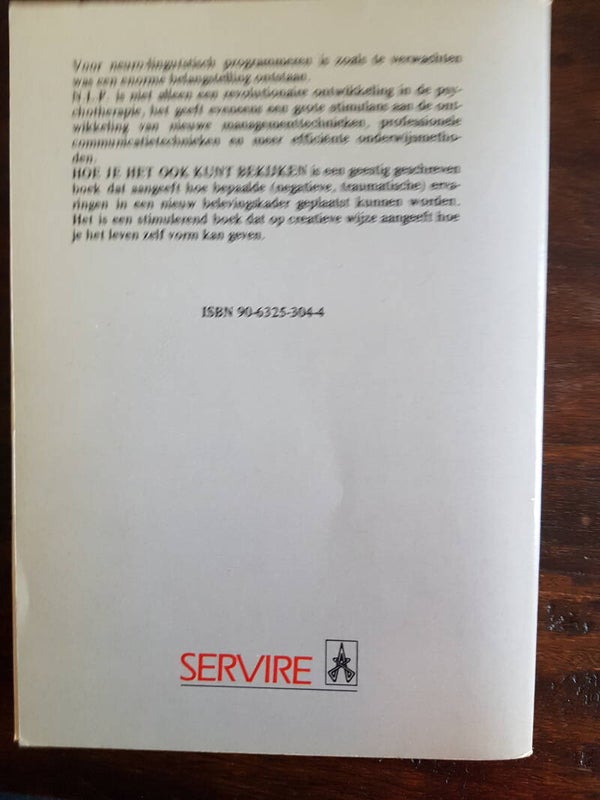 Voor neuro-linguistisch programmeren is zoals te verwachten
was een enorme belangstelling ontstaan.
N.L.P. is niet alleen een revolutionaire ontwikkeling in de psy-
chotherapie, het geeft eveneens een grote stimulans aan de ont-
wikkeling van nieuwe managementtechnieken, professionele
communicatietechnieken en meer efficiënte onderwijsmetho-
den.
HOE JE HET OOK KUNT BEKIJKEN is een geestig geschreven
boek dat aangeeft hoe bepaalde (negatieve, traumatische) erva-
ringen in een nieuw belevingskader geplaatst kunnen worden.
Het is een stimulerend boek dat op creatieve wijze aangeeft hoe
je het leven zelf vorm kan geven.
ISBN 90-6325-304-4
SERVIRE